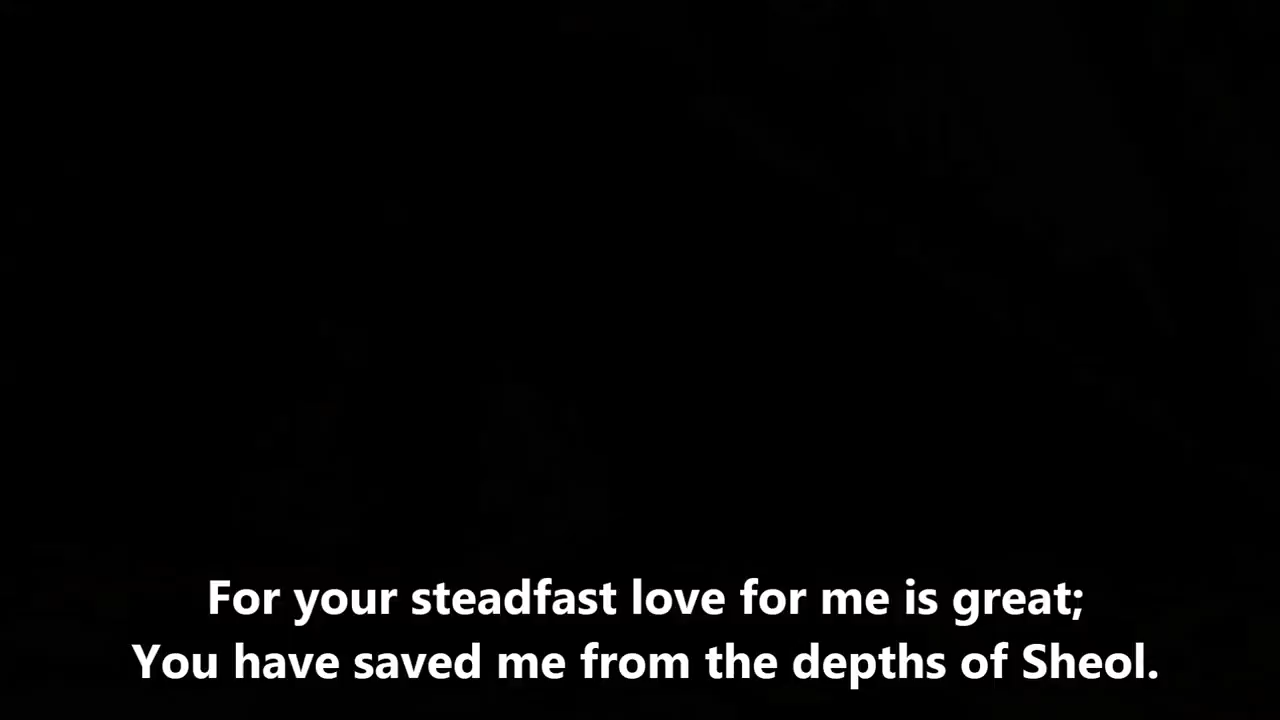 For your steadfast love for me is great;
You have saved me from the depths of Sheol.